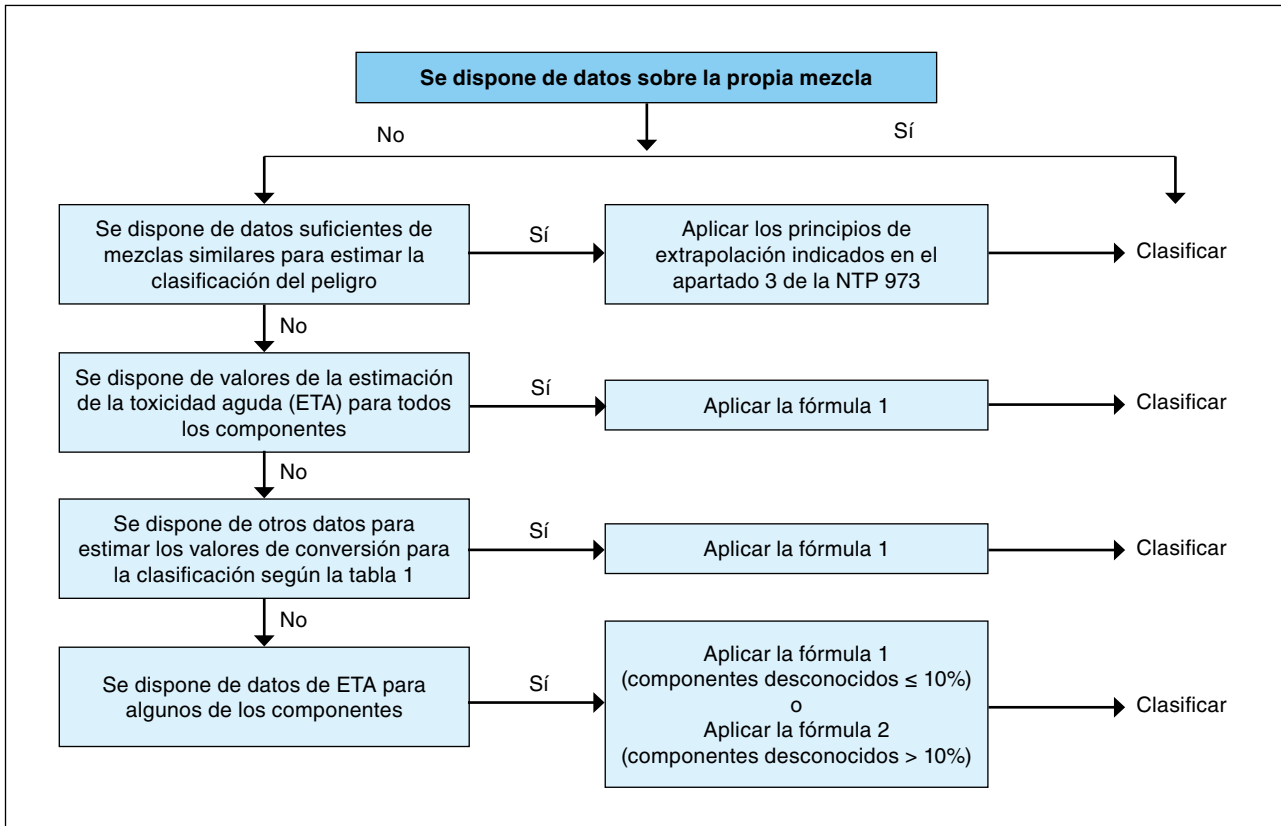 Se dispone de datos sobre la propia mezcla
No
Sí
Se dispone de datos suficientes de
mezclas similares para estimar la
clasificación del peligro
Sí
Aplicar los principios de
extrapolación indicados en el
apartado 3 de la NTP 973
Clasificar
No
Se dispone de valores de la estimación
de la toxicidad aguda (ETA) para todos
los componentes
Sí
Aplicar la fórmula 1
Clasificar
No
Se dispone de otros datos para
estimar los valores de conversión para
la clasificación según la tabla 1
Sí
Aplicar la fórmula 1
Clasificar
No
Se dispone de datos de ETA para
algunos de los componentes
Sí
Aplicar la fórmula 1
(componentes desconocidos ≤ 10%)
o
Aplicar la fórmula 2
(componentes desconocidos > 10%)
Clasificar